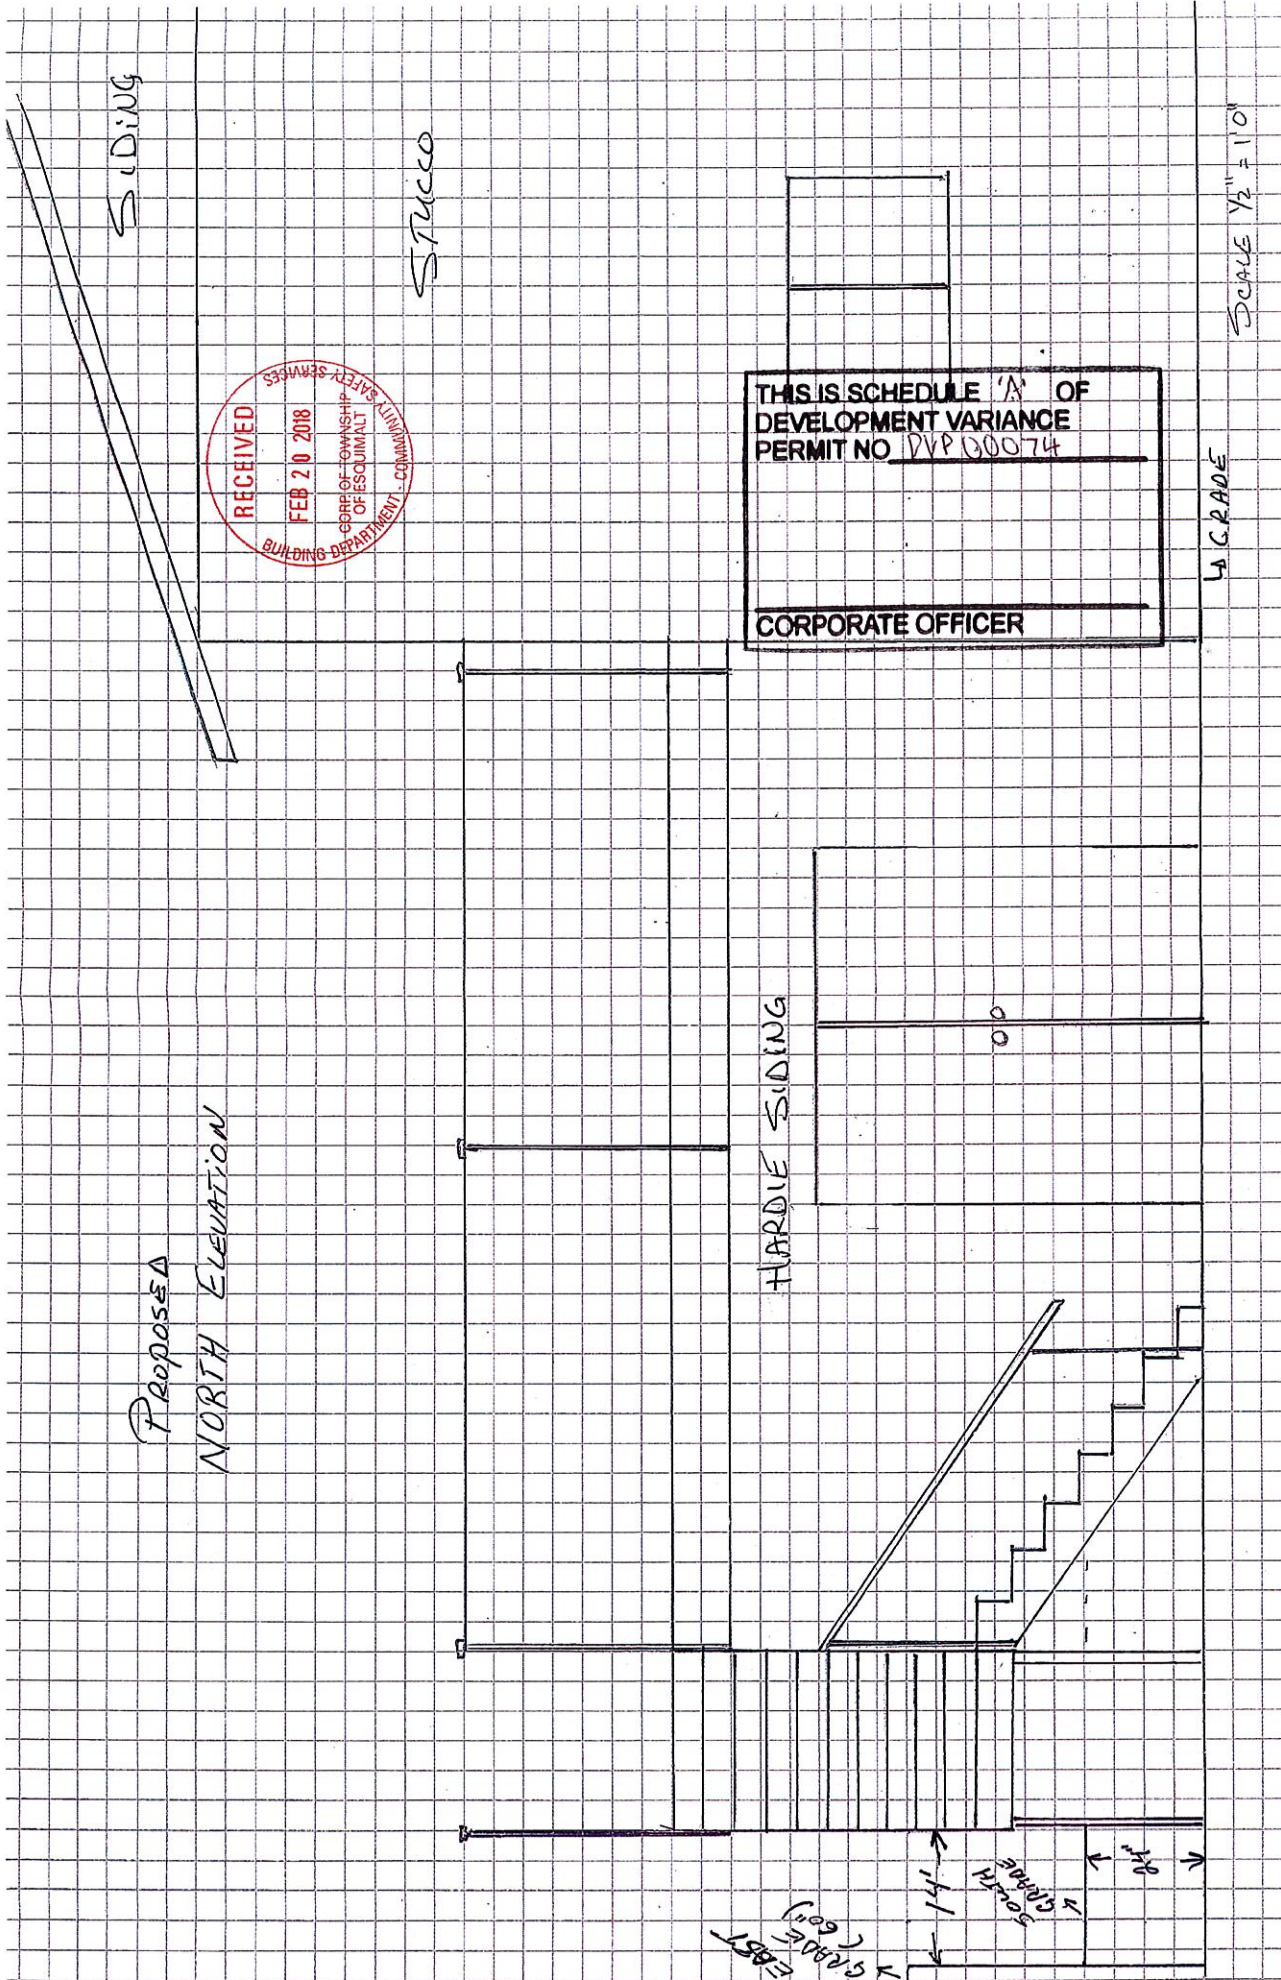 PROPOSED
NORTH ELEVATION
SIDING
STUCCO
HARDIE SIDING
RECEIVED
FEB 20 2018
CORP. OF TOWNSHIP
OF ESQUIMALT
BUILDING DEPARTMENT - COMMUNITY SAFETY SERVICES
THIS IS SCHEDULE 'A' OF
DEVELOPMENT VARIANCE
PERMIT NO DVP00074
CORPORATE OFFICER
EAST
GRADE
(60")
14'
SOUTH
GRADE
24"
GRADE
SCALE 1/2" = 1'0"